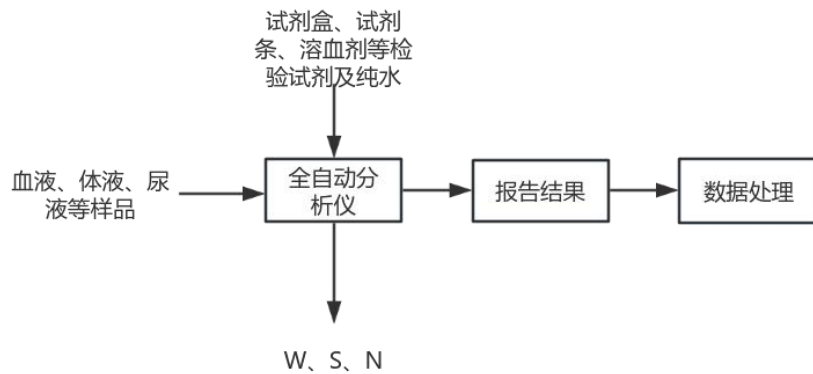 试剂盒、试剂
条、溶血剂等检
验试剂及纯水
血液、体液、尿
液等样品
全自动分
析仪
报告结果
数据处理
W、S、N